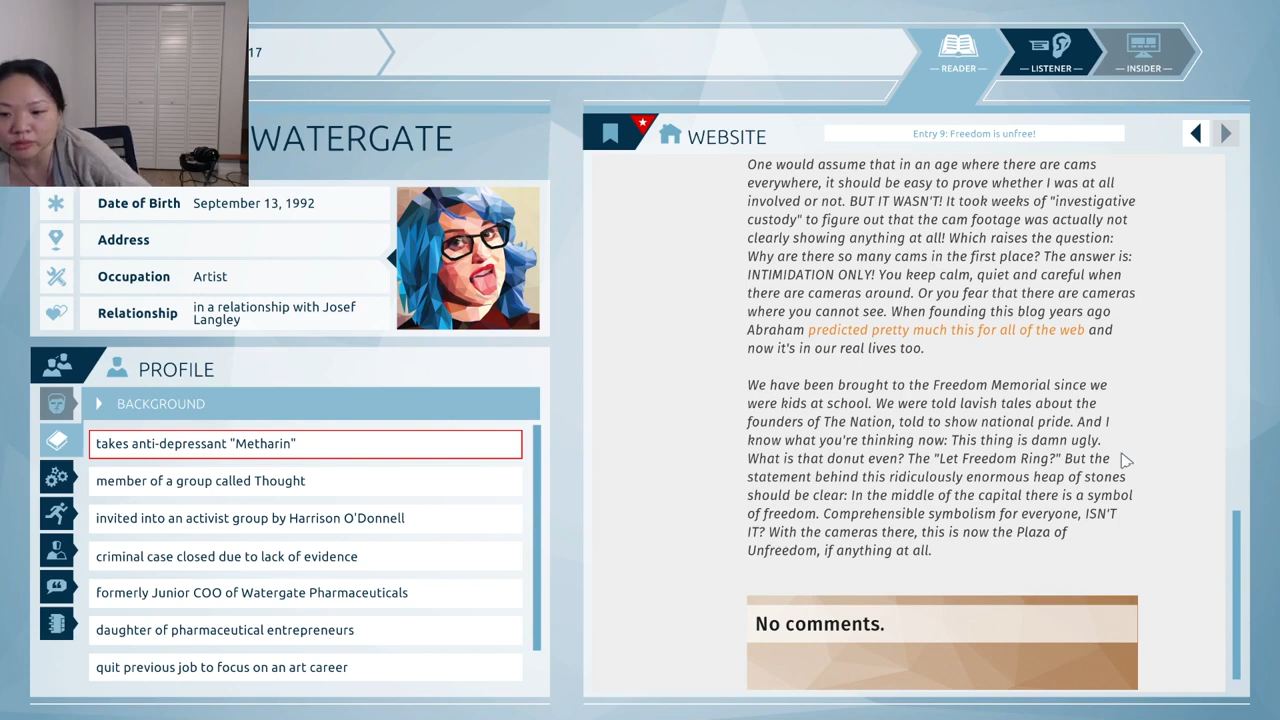 17
READER
LISTENER
INSIDER
WATERGATE
Date of Birth September 13, 1992
Address
Occupation Artist
Relationship in a relationship with Josef
Langley
PROFILE
BACKGROUND
takes anti-depressant "Metharin"
member of a group called Thought
invited into an activist group by Harrison O'Donnell
criminal case closed due to lack of evidence
formerly Junior COO of Watergate Pharmaceuticals
daughter of pharmaceutical entrepreneurs
quit previous job to focus on an art career
WEBSITE
Entry 9: Freedom is unfree!
One would assume that in an age where there are cams
everywhere, it should be easy to prove whether I was at all
involved or not. BUT IT WASN'T! It took weeks of "investigative
custody" to figure out that the cam footage was actually not
clearly showing anything at all! Which raises the question:
Why are there so many cams in the first place? The answer is:
INTIMIDATION ONLY! You keep calm, quiet and careful when
there are cameras around. Or you fear that there are cameras
where you cannot see. When founding this blog years ago
Abraham predicted pretty much this for all of the web and
now it's in our real lives too.
We have been brought to the Freedom Memorial since we
were kids at school. We were told lavish tales about the
founders of The Nation, told to show national pride. And I
know what you're thinking now: This thing is damn ugly.
What is that donut even? The "Let Freedom Ring?" But the
statement behind this ridiculously enormous heap of stones
should be clear: In the middle of the capital there is a symbol
of freedom. Comprehensible symbolism for everyone, ISN'T
IT? With the cameras there, this is now the Plaza of
Unfreedom, if anything at all.
No comments.